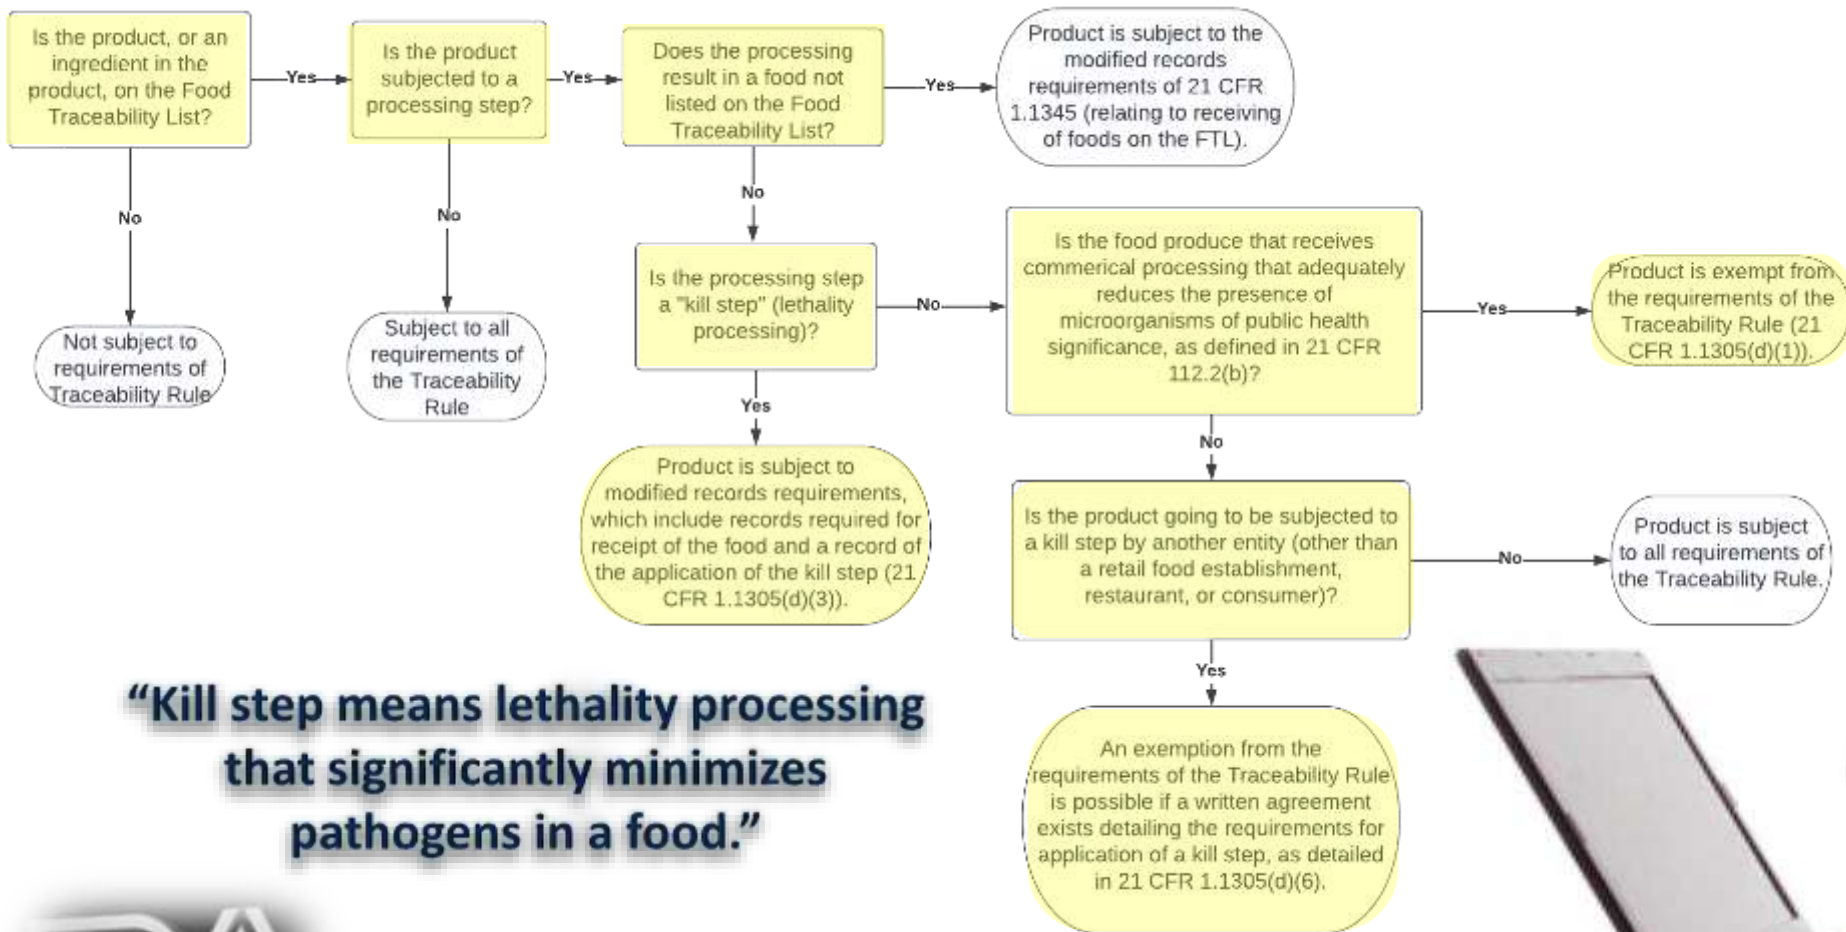 Is the product, or an
ingredient in the
product, on the Food
Traceability List?
Yes
Is the product
subjected to a
processing step?
Yes
Does the processing
result in a food not
listed on the Food
Traceability List?
Yes
Product is subject to the
modified records
requirements of 21 CFR
1.1345 (relating to receiving
of foods on the FTL).
No
No
No
Not subject to
requirements of
Traceability Rule
Subject to all
requirements of
the Traceability
Rule
Is the processing step
a "kill step" (lethality
processing)?
No
Is the food produce that receives
commerical processing that adequately
reduces the presence of
microorganisms of public health
significance, as defined in 21 CFR
112.2(b)?
Yes
Product is exempt from
the requirements of the
Traceability Rule (21
CFR 1.1305(d)(1)).
Yes
Product is subject to
modified records requirements,
which include records required for
receipt of the food and a record of
the application of the kill step (21
CFR 1.1305(d)(3)).
No
Is the product going to be subjected to
a kill step by another entity (other than
a retail food establishment,
restaurant, or consumer)?
No
Product is subject
to all requirements of
the Traceability Rule.
Yes
An exemption from the
requirements of the Traceability Rule
is possible if a written agreement
exists detailing the requirements for
application of a kill step, as detailed
in 21 CFR 1.1305(d)(6).
“Kill step means lethality processing
that significantly minimizes
pathogens in a food.”